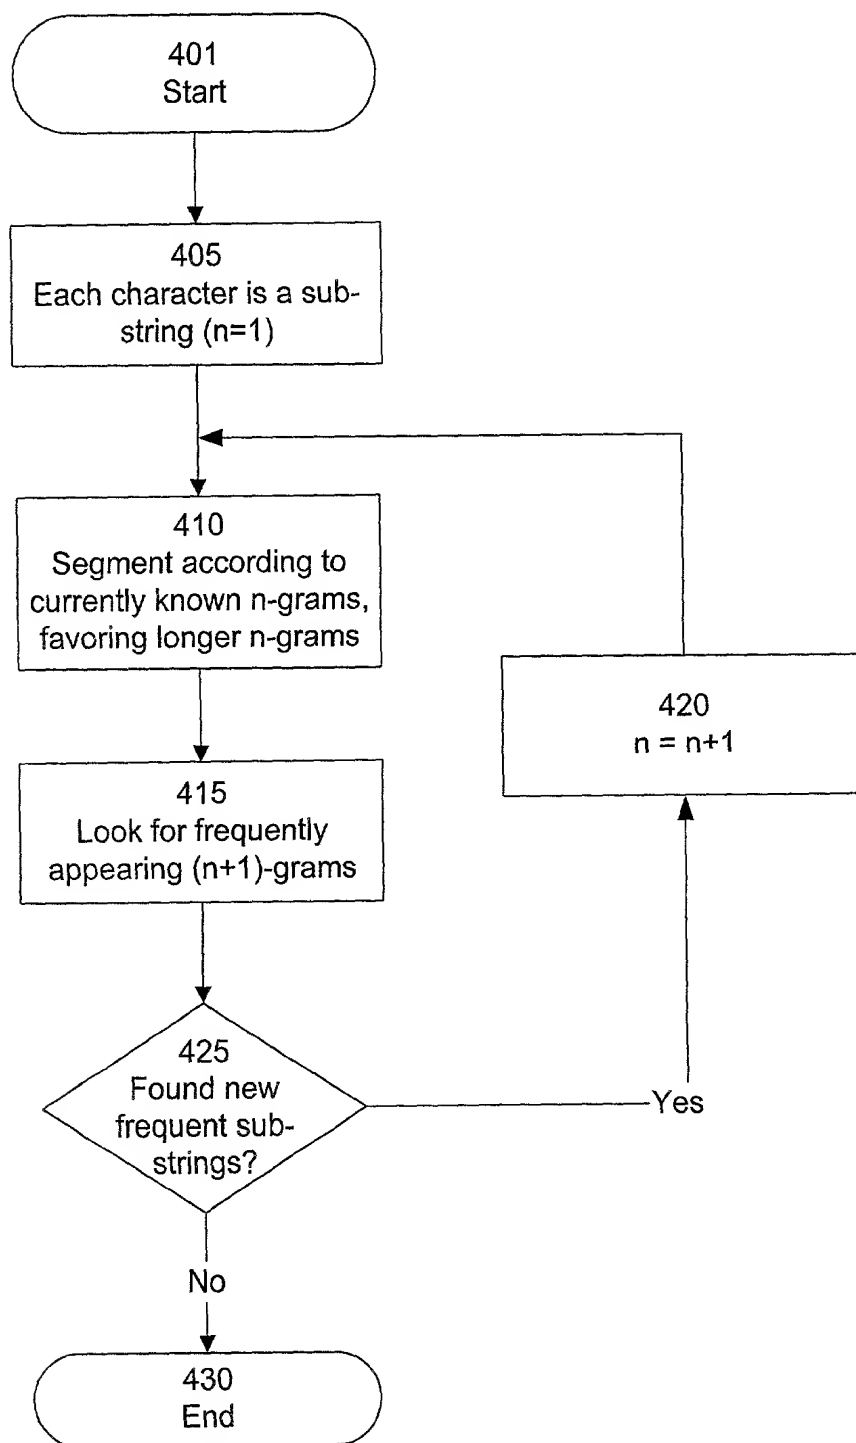 401
Start
405
Each character is a sub-
string (n=1)
410
Segment according to
currently known n-grams,
favoring longer n-grams
415
Look for frequently
appearing (n+1)-grams
420
n = n+1
425
Found new
frequent sub-
strings?
Yes
No
430
End